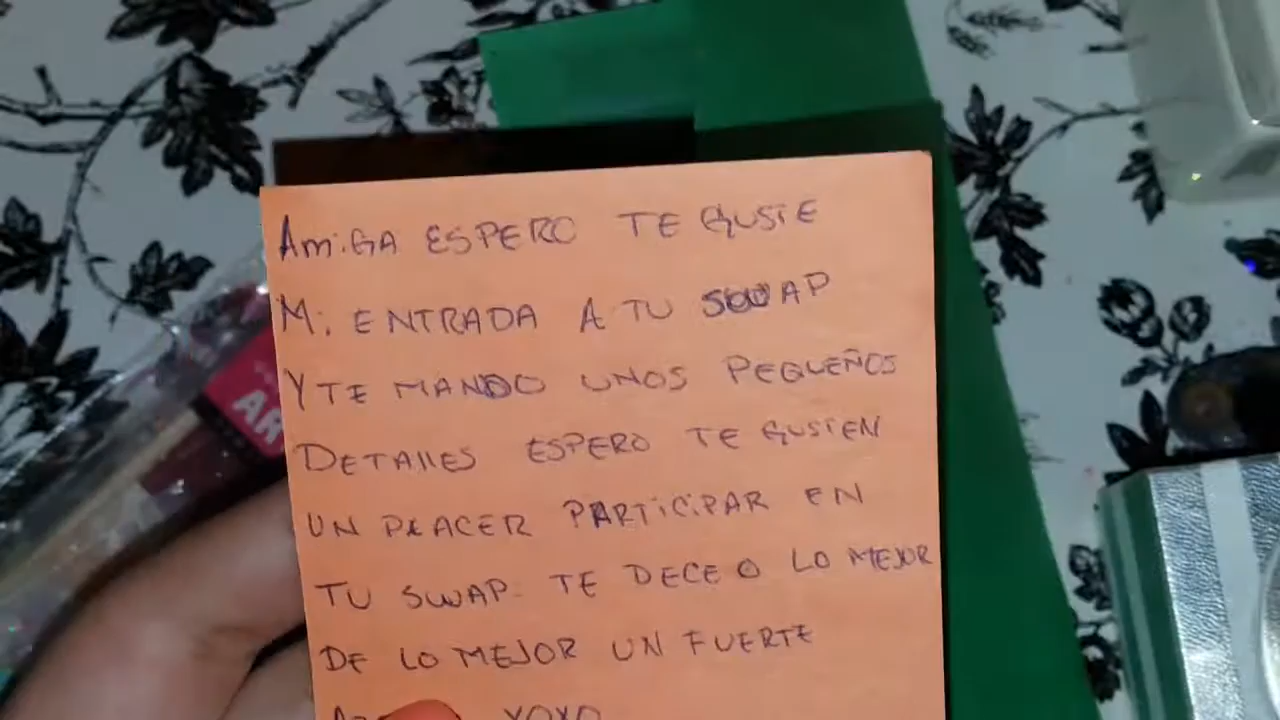 AMiGA ESPERO TE GUSTE
Mi ENTRADA A TU SWAP
Y TE MANDO UNOS PEQUEÑOS
DETALLES ESPERO TE GUSTEN
UN PLACER PARTiCiPAR EN
TU SWAP. TE DECEO LO MEJOR
DE LO MEJOR UN FUERTE
XOXO
AR